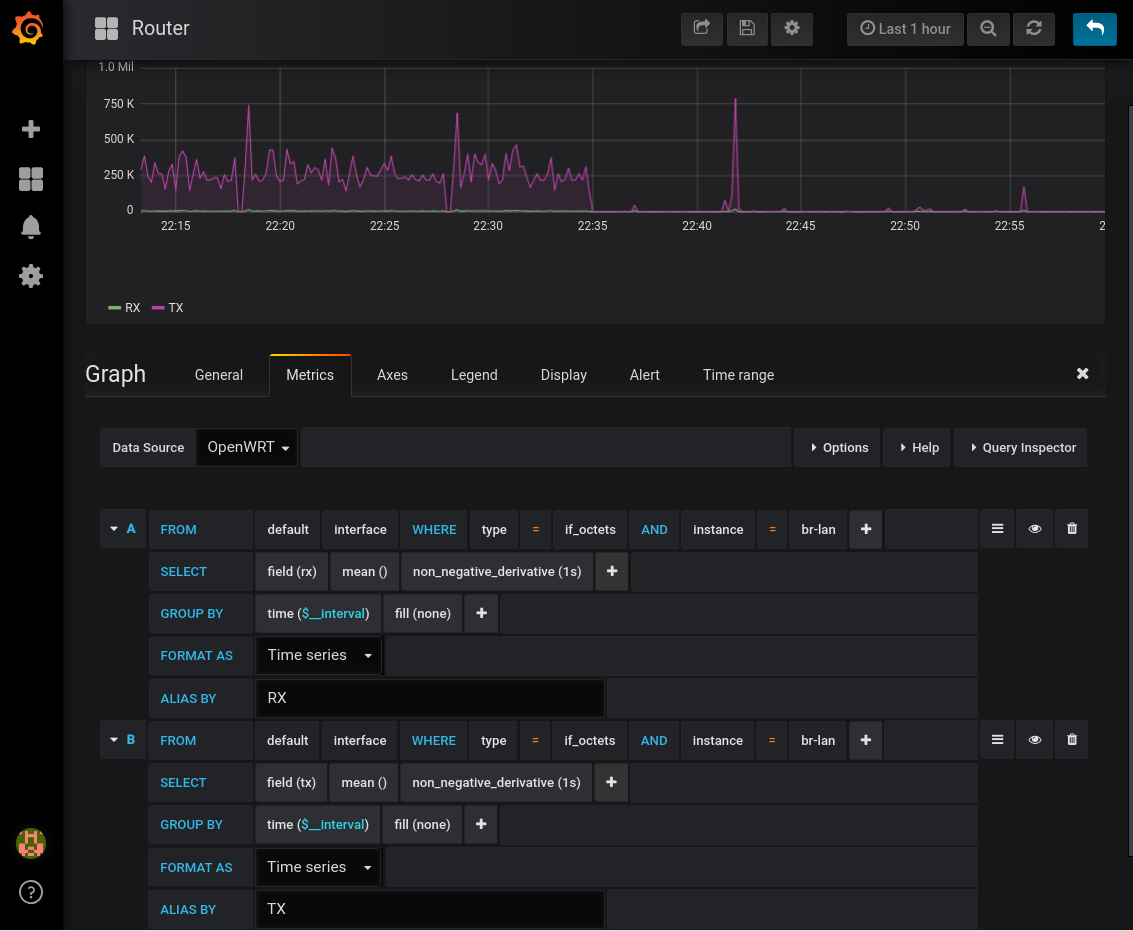 Router
Last 1 hour
1.0 Mil
750 K
500 K
250 K
0
22:15 22:20 22:25 22:30 22:35 22:40 22:45 22:50 22:55 2
RX TX
Graph General Metrics Axes Legend Display Alert Time range
Data Source OpenWRT Options Help Query Inspector
A FROM default interface WHERE type = if_octets AND instance = br-lan +
SELECT field (rx) mean () non_negative_derivative (1s) +
GROUP BY time ($__interval) fill (none) +
FORMAT AS Time series
ALIAS BY RX
B FROM default interface WHERE type = if_octets AND instance = br-lan +
SELECT field (tx) mean () non_negative_derivative (1s) +
GROUP BY time ($__interval) fill (none) +
FORMAT AS Time series
ALIAS BY TX